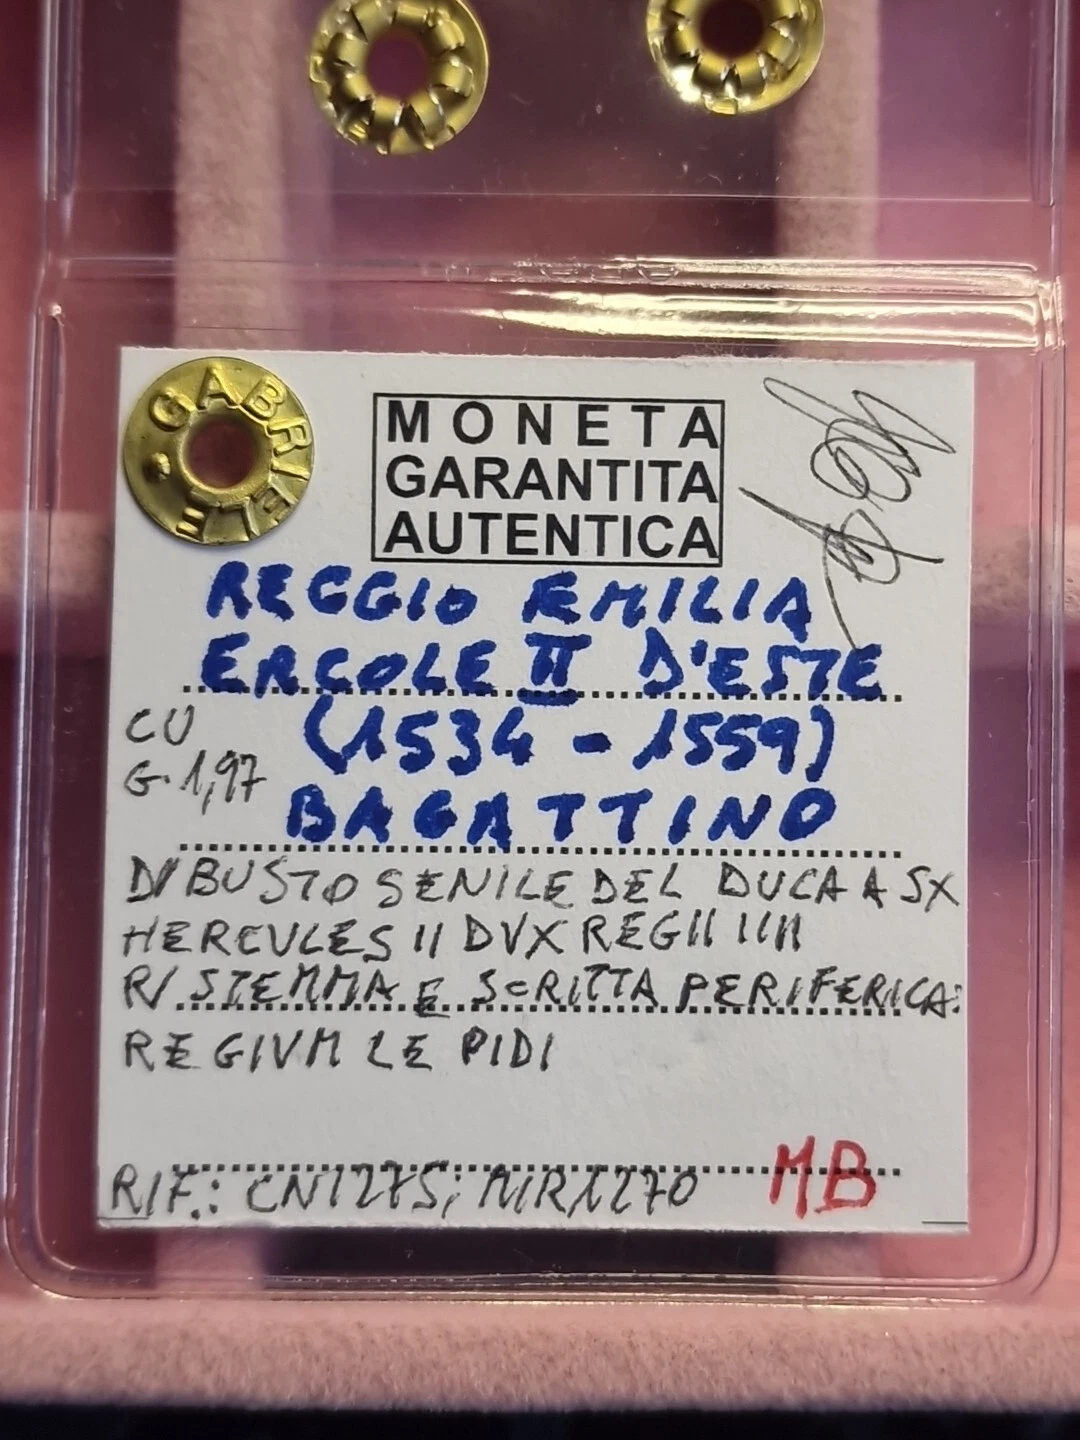 GABRIELE
MONETA
GARANTITA
AUTENTICA
REGGIO EMILIA
ERCOLE II D'ESTE
CU (1534 - 1559)
G. 1,97
BAGATTINO
D/ BUSTO SENILE DEL DUCA A SX
HERCVLES II DVX REGII IIII
R/ STEMMA E SCRITTA PERIFERICA:
REGIVM LEPIDI
RIF.: CNI 275; MIR 1270 MB